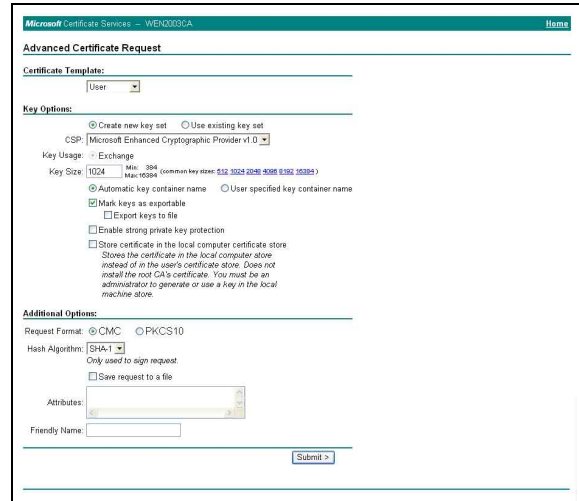 Microsoft Certificate Services -- WEN2003CA Home
Advanced Certificate Request
Certificate Template:
User
Key Options:
Create new key set Use existing key set
CSP: Microsoft Enhanced Cryptographic Provider v1.0
Key Usage: Exchange
Key Size: 1024 Min: 384 Max:16384 (common key sizes: 512 1024 2048 4096 8192 16384 )
Automatic key container name User specified key container name
Mark keys as exportable
Export keys to file
Enable strong private key protection
Store certificate in the local computer certificate store
Stores the certificate in the local computer store
instead of in the user's certificate store. Does not
install the root CA's certificate. You must be an
administrator to generate or use a key in the local
machine store.
Additional Options:
Request Format: CMC PKCS10
Hash Algorithm: SHA-1
Only used to sign request.
Save request to a file
Attributes:
Friendly Name:
Submit >